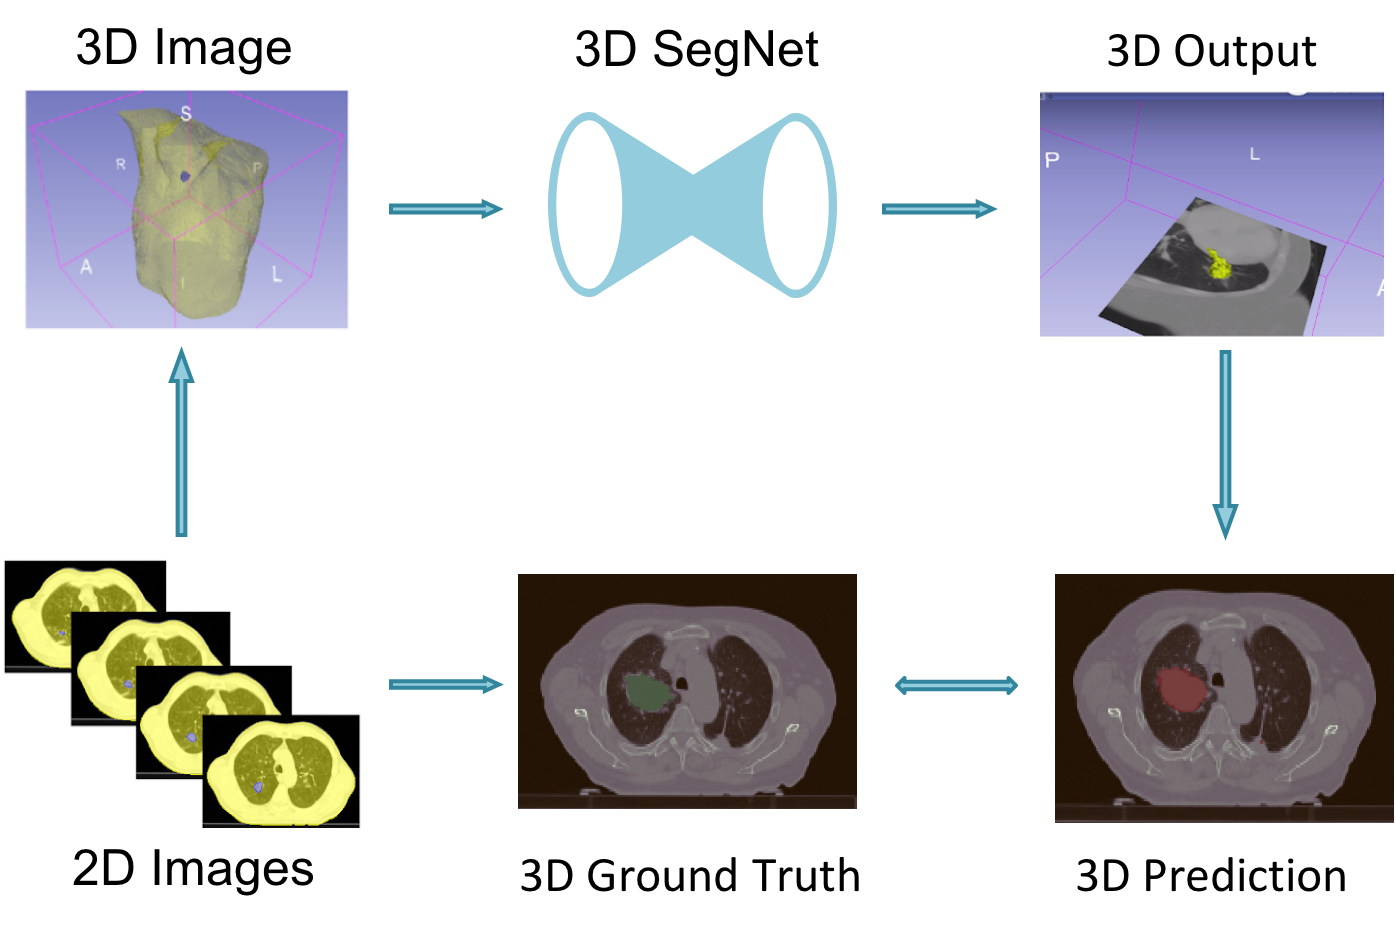 3D Image
3D SegNet
3D Output
S
R
P
A
L
I
P
L
A
2D Images
3D Ground Truth
3D Prediction